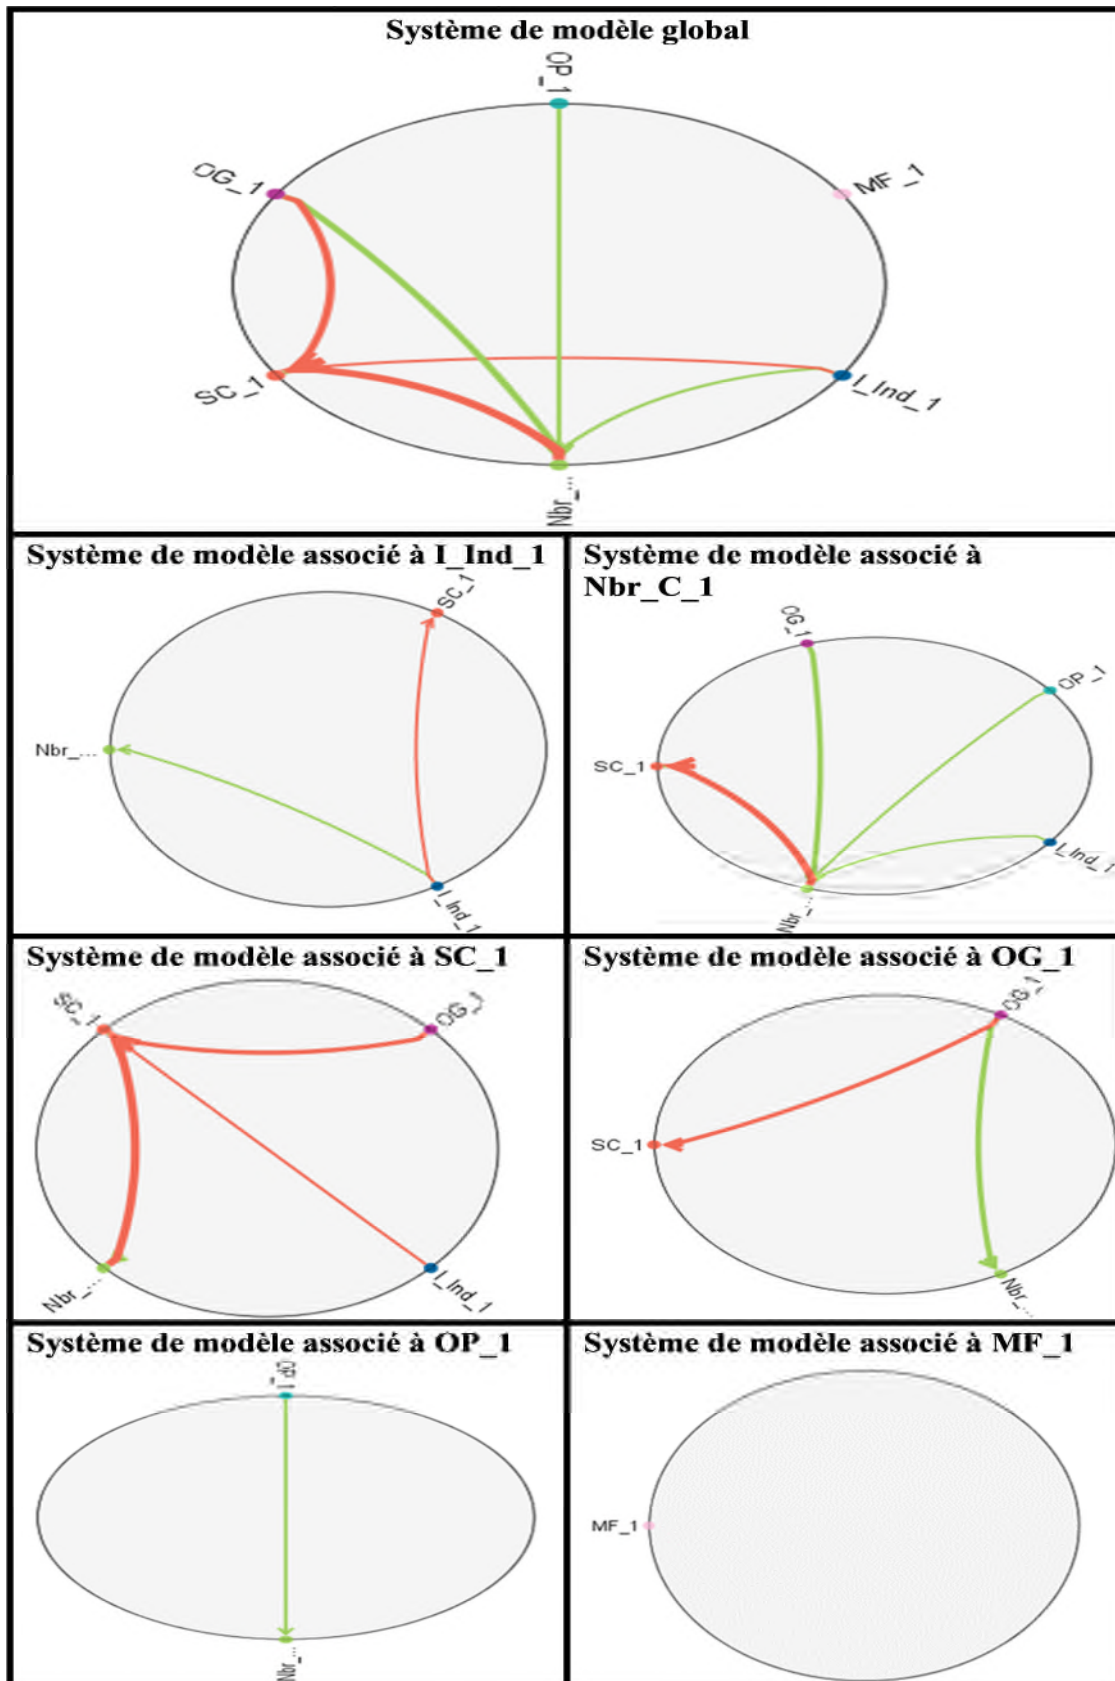 Système de modèle global
OP_1
OG_1
MF_1
SC_1
I_Ind_1
Nbr_...
Système de modèle associé à I_Ind_1
SC_1
Nbr_...
I_Ind_1
Système de modèle associé à
Nbr_C_1
OG_1
OP_1
SC_1
I_Ind_1
Nbr_...
Système de modèle associé à SC_1
SC_1
OG_1
Nbr_...
I_Ind_1
Système de modèle associé à OG_1
OG_1
SC_1
Nbr_...
Système de modèle associé à OP_1
OP_1
Nbr_...
Système de modèle associé à MF_1
MF_1